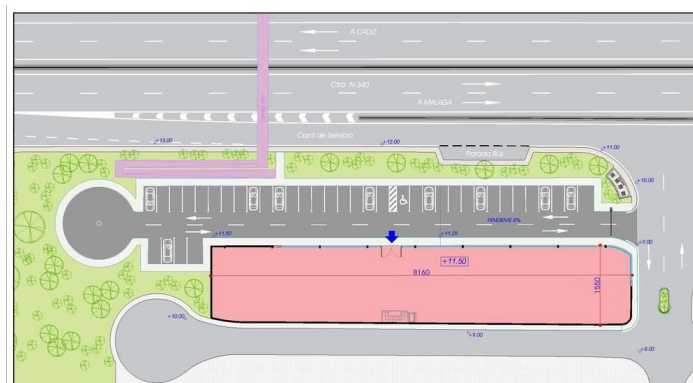 A CADIZ
Ctra. N-340
A MALAGA
Carril de Servicio
+13.00
+12.00
Parada Bus
+11.00
+10.00
PENDIENTE 8%
+11.50
+11.25
+9.00
+11.50
8160
1550
+10.00
+9.00
+8.00